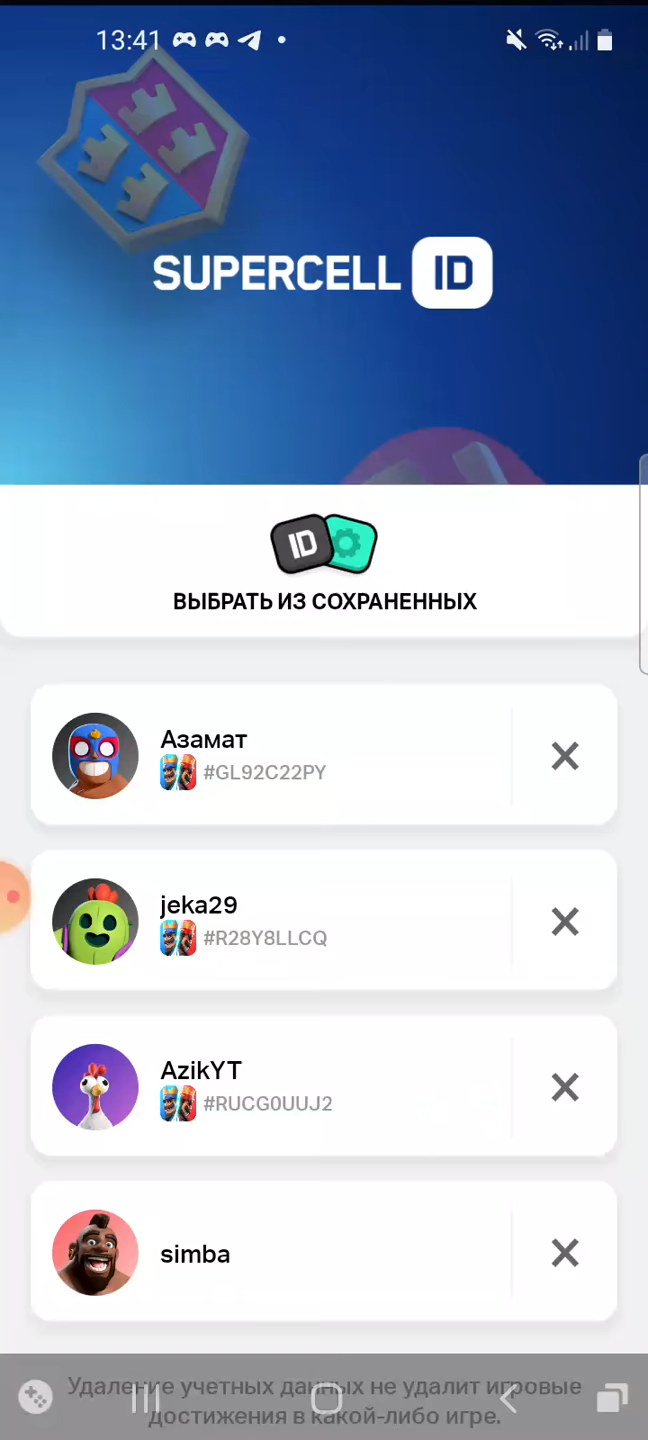 13:41
SUPERCELL ID
ID
ВЫБРАТЬ ИЗ СОХРАНЕННЫХ
Азамат
#GL92C22PY
jeka29
#R28Y8LLCQ
AzikYT
#RUCG0UUJ2
simba
Удаление учетных данных не удалит игровые
достижения в какой-либо игре.